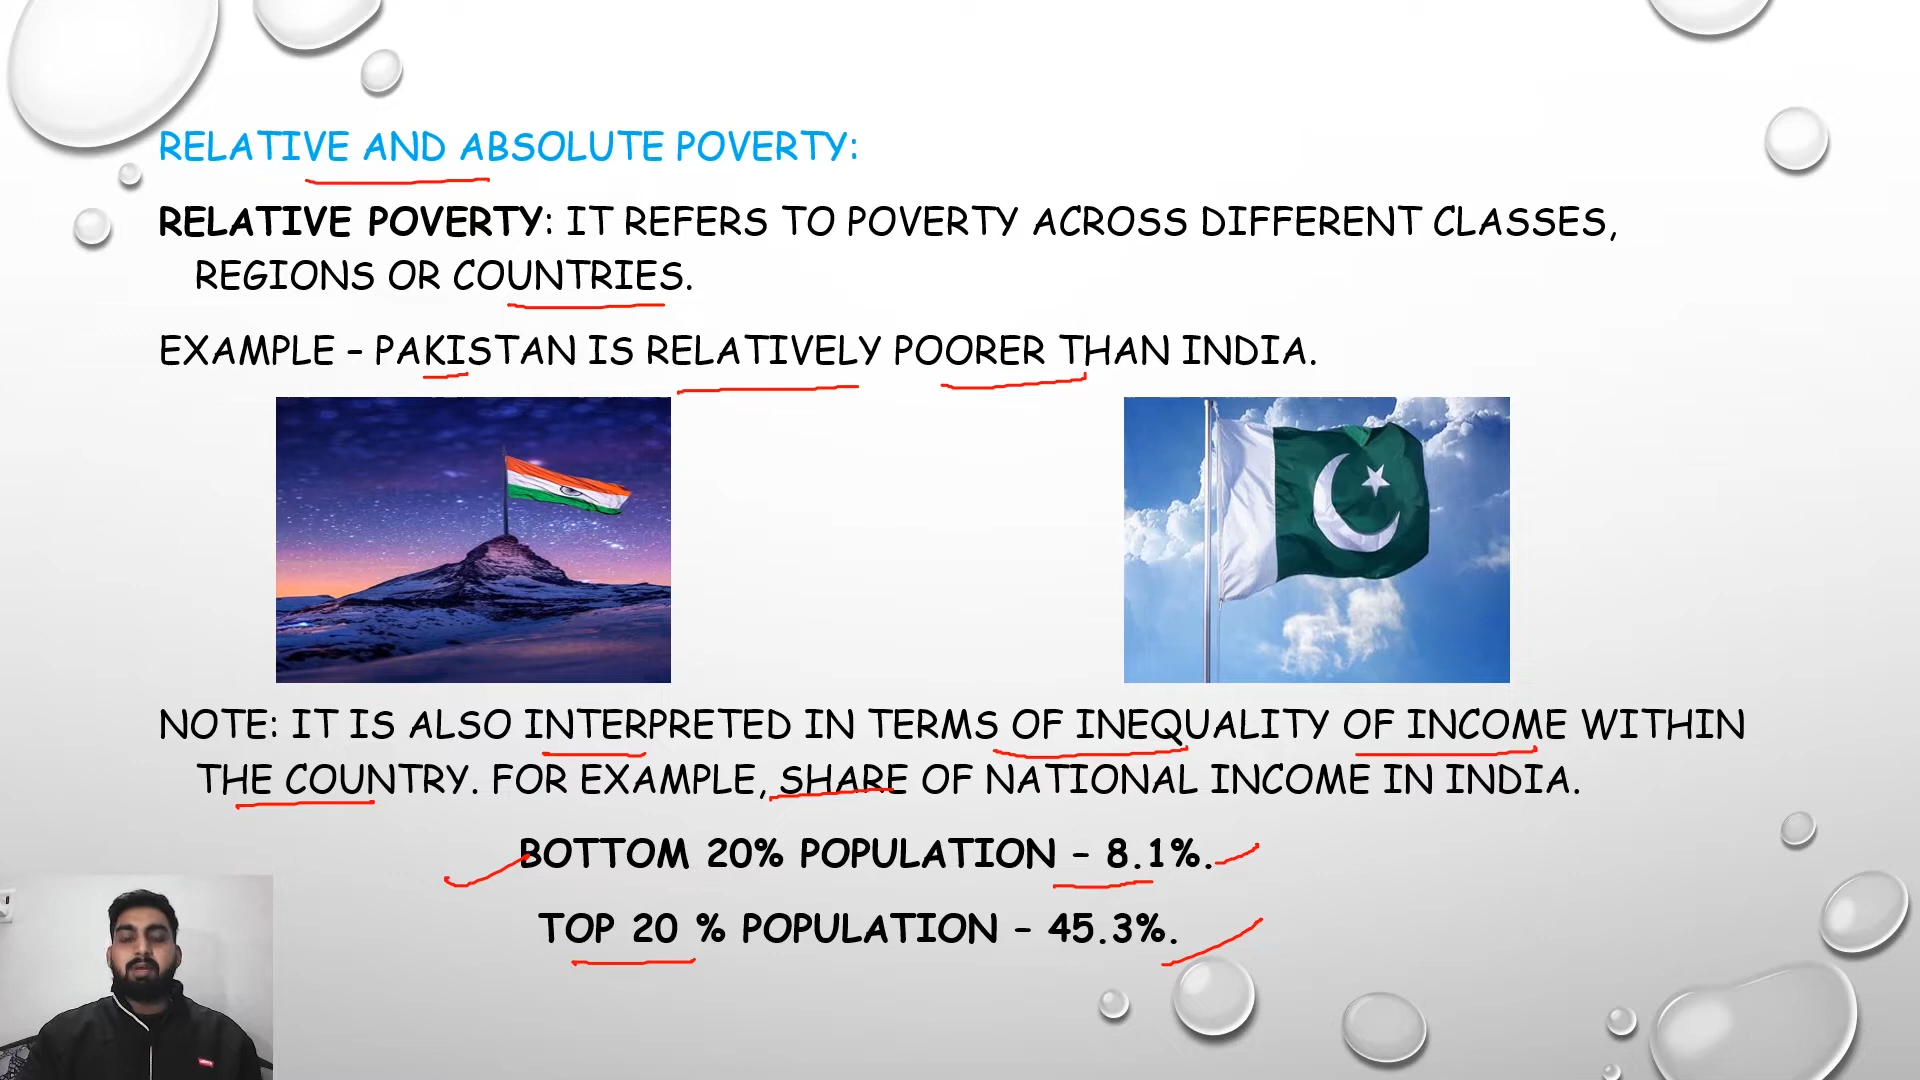 RELATIVE AND ABSOLUTE POVERTY:
RELATIVE POVERTY: IT REFERS TO POVERTY ACROSS DIFFERENT CLASSES,
REGIONS OR COUNTRIES.
EXAMPLE – PAKISTAN IS RELATIVELY POORER THAN INDIA.
NOTE: IT IS ALSO INTERPRETED IN TERMS OF INEQUALITY OF INCOME WITHIN
THE COUNTRY. FOR EXAMPLE, SHARE OF NATIONAL INCOME IN INDIA.
BOTTOM 20% POPULATION – 8.1%.
TOP 20 % POPULATION – 45.3%.